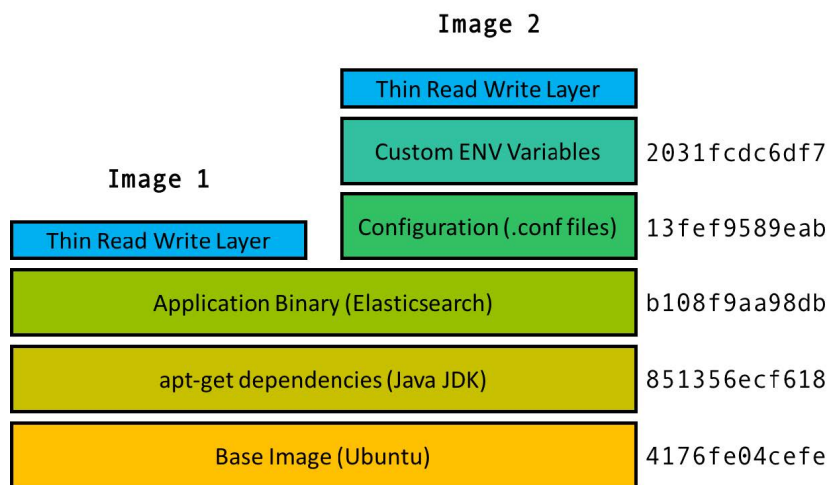 Image 2
Thin Read Write Layer
Custom ENV Variables 2031fcdc6df7
Image 1
Configuration (.conf files) 13fef9589eab
Thin Read Write Layer
Application Binary (Elasticsearch) b108f9aa98db
apt-get dependencies (Java JDK) 851356ecf618
Base Image (Ubuntu) 4176fe04cefe